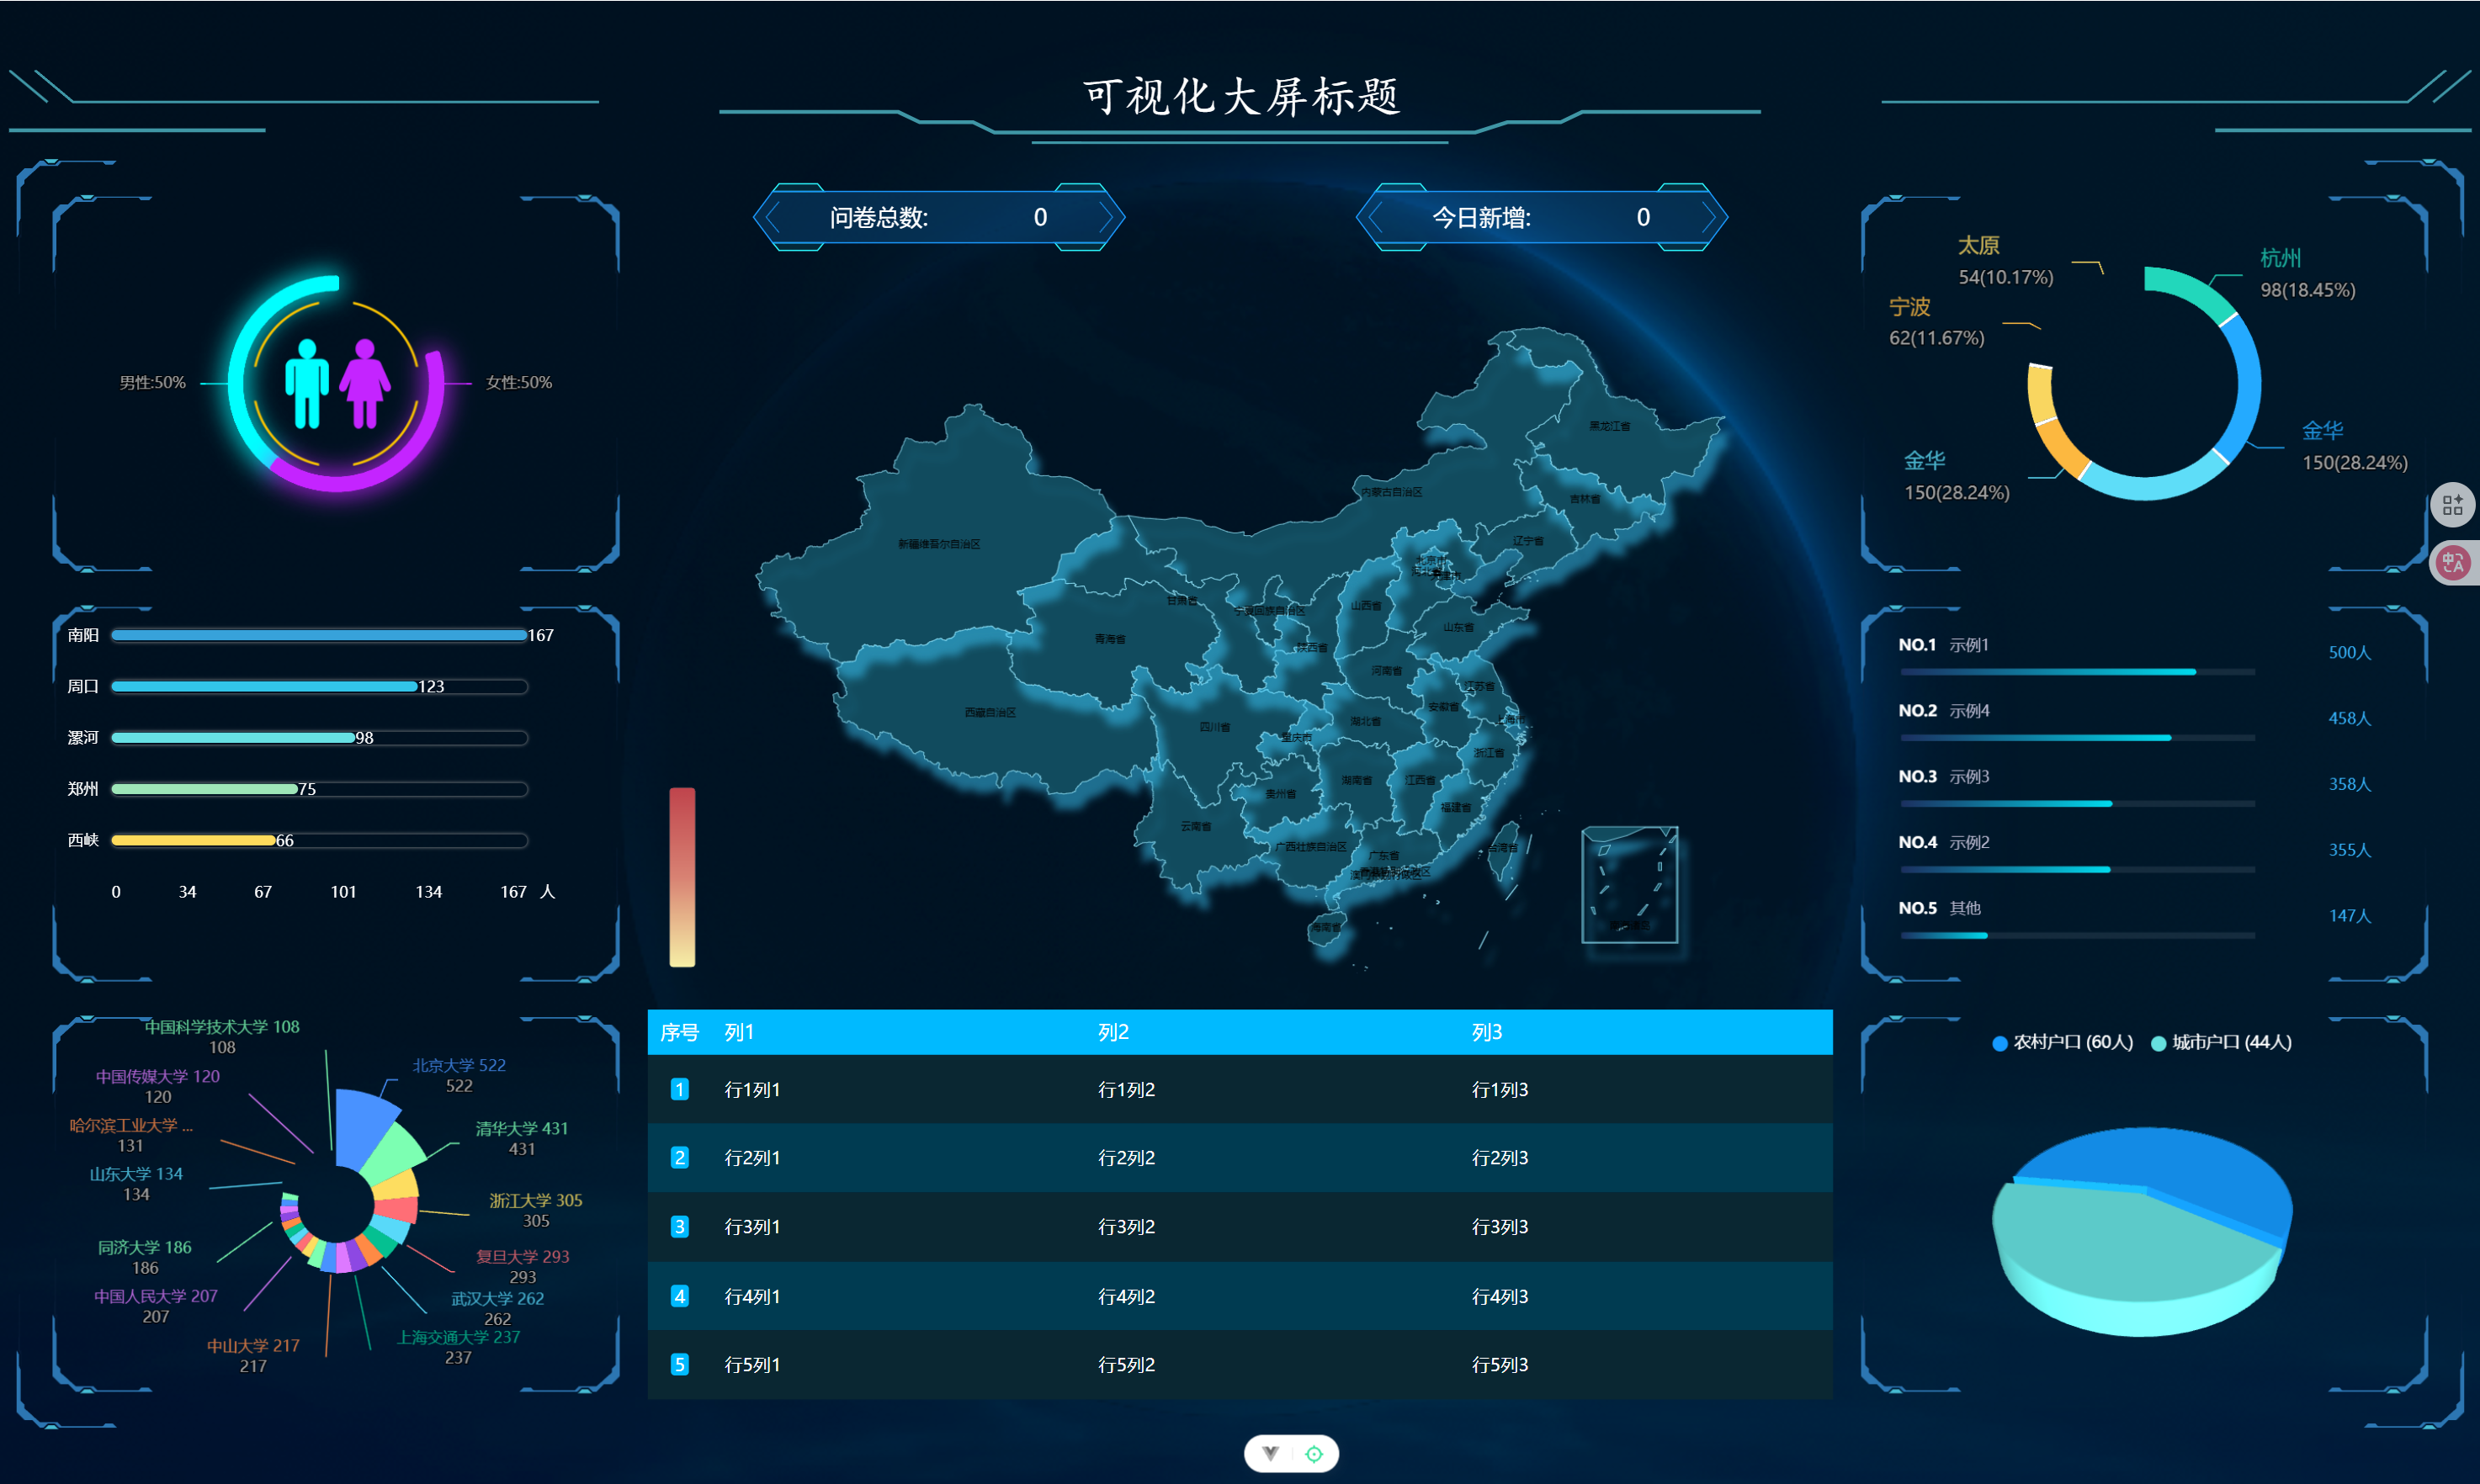 可视化大屏标题
问卷总数: 0
今日新增: 0
男性:50%
女性:50%
南阳 167
周口 123
漯河 98
郑州 75
西峡 66
0 34 67 101 134 167 人
中国科学技术大学 108
108
中国传媒大学 120
120
哈尔滨工业大学 ...
131
山东大学 134
134
同济大学 186
186
中国人民大学 207
207
中山大学 217
217
北京大学 522
522
清华大学 431
431
浙江大学 305
305
复旦大学 293
293
武汉大学 262
262
上海交通大学 237
237
黑龙江省
内蒙古自治区
吉林省
辽宁省
新疆维吾尔自治区
北京市
甘肃省
宁夏回族自治区
山西省
青海省
陕西省
山东省
河南省
江苏省
西藏自治区
四川省
湖北省
安徽省
上海市
重庆市
浙江省
湖南省
江西省
贵州省
福建省
云南省
广西壮族自治区
广东省
台湾省
海南省
序号 列1 列2 列3
1 行1列1 行1列2 行1列3
2 行2列1 行2列2 行2列3
3 行3列1 行3列2 行3列3
4 行4列1 行4列2 行4列3
5 行5列1 行5列2 行5列3
太原
54(10.17%)
宁波
62(11.67%)
金华
150(28.24%)
杭州
98(18.45%)
金华
150(28.24%)
NO.1 示例1 500人
NO.2 示例4 458人
NO.3 示例3 358人
NO.4 示例2 355人
NO.5 其他 147人
农村户口 (60人) 城市户口 (44人)